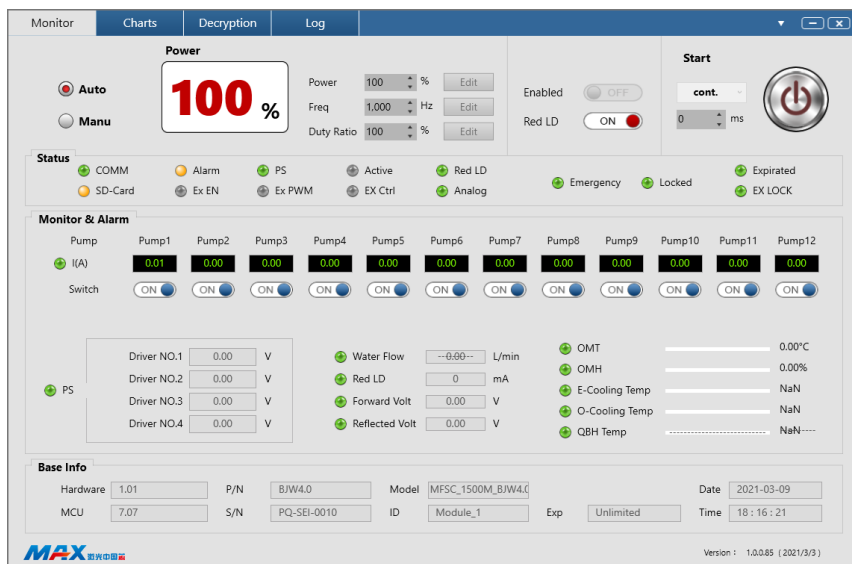 Monitor Charts Decryption Log
Power Start
Auto 100 % Power 100 % Edit Enabled OFF cont.
Manu Freq 1,000 Hz Edit Red LD ON 0 ms
Duty Ratio 100 % Edit
Status
COMM Alarm PS Active Red LD Emergency Locked Expirated
SD-Card Ex EN Ex PWM EX Ctrl Analog EX LOCK
Monitor & Alarm
Pump Pump1 Pump2 Pump3 Pump4 Pump5 Pump6 Pump7 Pump8 Pump9 Pump10 Pump11 Pump12
I(A) 0.01 0.00 0.00 0.00 0.00 0.00 0.00 0.00 0.00 0.00 0.00 0.00
Switch ON ON ON ON ON ON ON ON ON ON ON ON
PS
Driver NO.1 0.00 V Water Flow --0.00-- L/min OMT 0.00°C
Driver NO.2 0.00 V Red LD 0 mA OMH 0.00%
Driver NO.3 0.00 V Forward Volt 0.00 V E-Cooling Temp NaN
Driver NO.4 0.00 V Reflected Volt 0.00 V O-Cooling Temp NaN
QBH Temp NaN
Base Info
Hardware 1.01 P/N BJW4.0 Model MFSC_1500M_BJW4.0 Date 2021-03-09
MCU 7.07 S/N PQ-SEI-0010 ID Module_1 Exp Unlimited Time 18 : 16 : 21
MAX 激光中国芯 Version : 1.0.0.85 ( 2021/3/3 )